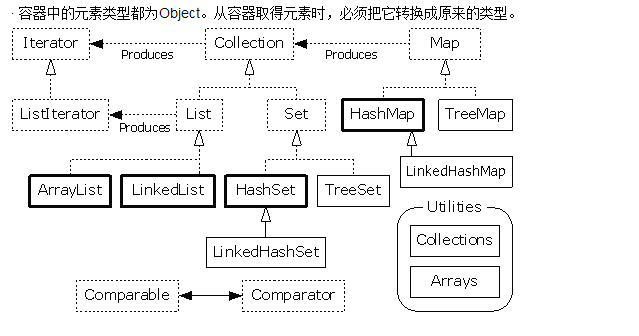 · 容器中的元素类型都为Object。从容器取得元素时，必须把它转换成原来的类型。
Iterator
Produces
Collection
Produces
Map
ListIterator
Produces
List
Set
HashMap
TreeMap
ArrayList
LinkedList
HashSet
TreeSet
LinkedHashMap
LinkedHashSet
Utilities
Collections
Arrays
Comparable
Comparator